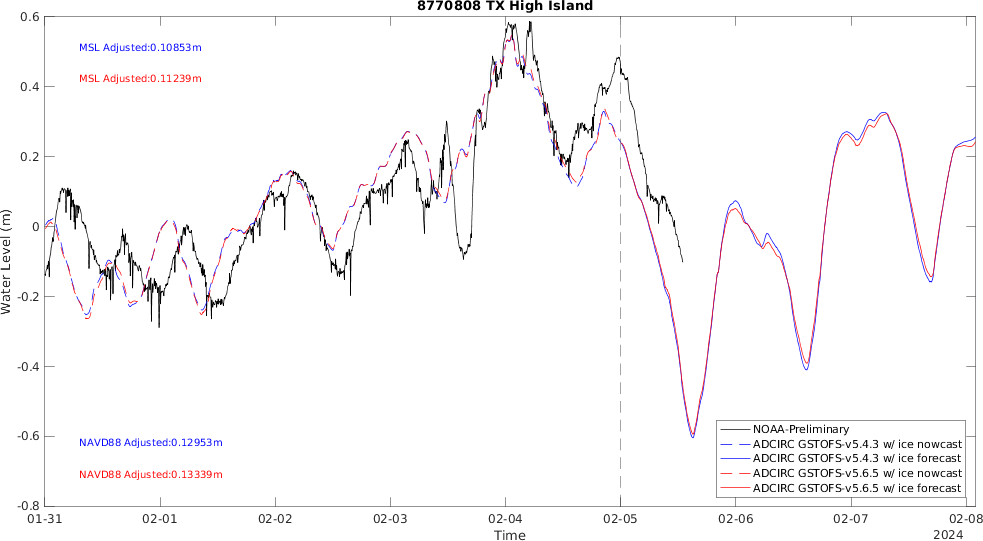 8770808 TX High Island
0.6
0.4
0.2
0
-0.2
-0.4
-0.6
-0.8
Water Level (m)
MSL Adjusted:0.10853m
MSL Adjusted:0.11239m
NAVD88 Adjusted:0.12953m
NAVD88 Adjusted:0.13339m
NOAA-Preliminary
ADCIRC GSTOFS-v5.4.3 w/ ice nowcast
ADCIRC GSTOFS-v5.4.3 w/ ice forecast
ADCIRC GSTOFS-v5.6.5 w/ ice nowcast
ADCIRC GSTOFS-v5.6.5 w/ ice forecast
01-31 02-01 02-02 02-03 02-04 02-05 02-06 02-07 02-08
Time
2024